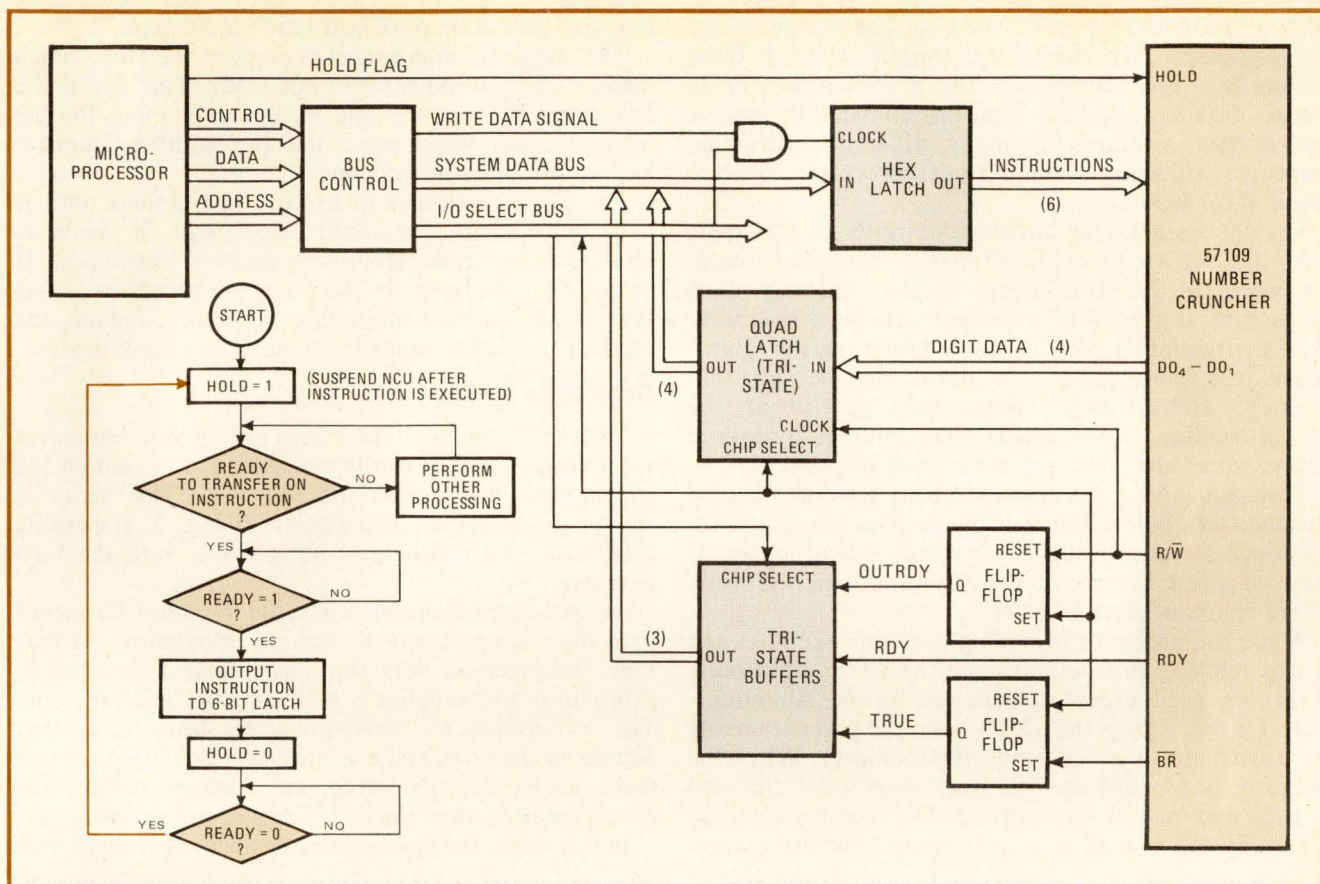 HOLD FLAG
HOLD
MICRO-
PROCESSOR
CONTROL
DATA
ADDRESS
BUS
CONTROL
WRITE DATA SIGNAL
SYSTEM DATA BUS
I/O SELECT BUS
CLOCK
HEX
LATCH
IN
OUT
INSTRUCTIONS
(6)
57109
NUMBER
CRUNCHER
QUAD
LATCH
(TRI-
STATE)
OUT
IN
(4)
CLOCK
CHIP SELECT
DIGIT DATA (4)
DO4 – DO1
CHIP SELECT
TRI-
STATE
BUFFERS
OUT
(3)
OUTRDY
RDY
TRUE
RESET
Q FLIP-
FLOP
SET
R/W̅
RDY
RESET
Q FLIP-
FLOP
SET
B̅R̅
START
HOLD = 1
(SUSPEND NCU AFTER
INSTRUCTION IS EXECUTED)
READY
TO TRANSFER ON
INSTRUCTION
?
NO
PERFORM
OTHER
PROCESSING
YES
READY = 1
?
NO
YES
OUTPUT
INSTRUCTION
TO 6-BIT LATCH
HOLD = 0
READY = 0
?
YES
NO